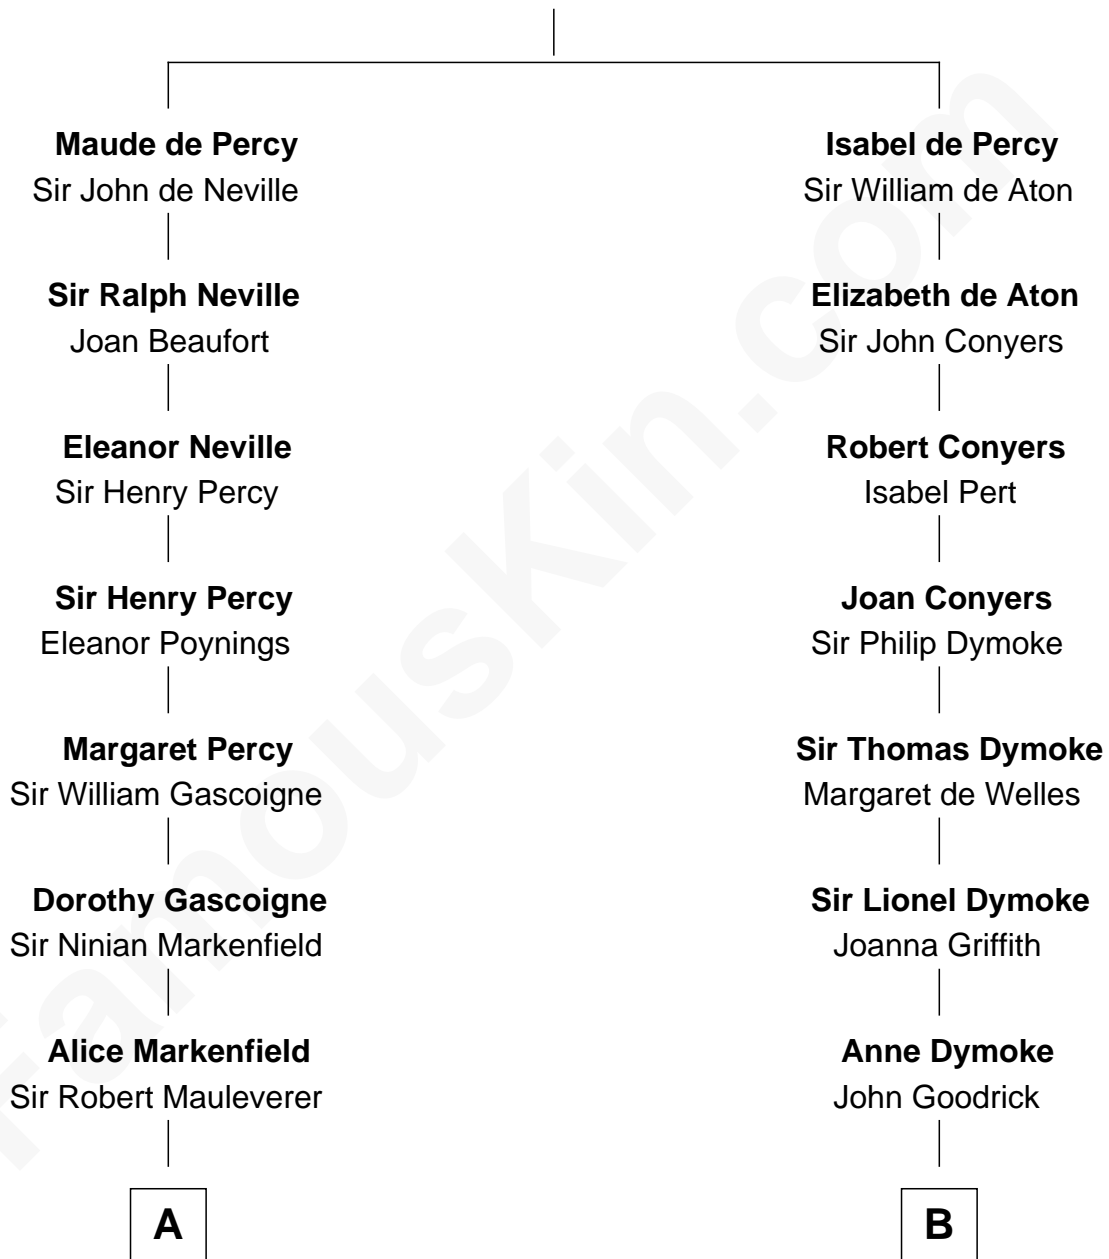 Maude de Percy
Sir John de Neville
Sir Ralph Neville
Joan Beaufort
Eleanor Neville
Sir Henry Percy
Sir Henry Percy
Eleanor Poynings
Margaret Percy
Sir William Gascoigne
Dorothy Gascoigne
Sir Ninian Markenfield
Alice Markenfield
Sir Robert Mauleverer
A
Isabel de Percy
Sir William de Aton
Elizabeth de Aton
Sir John Conyers
Robert Conyers
Isabel Pert
Joan Conyers
Sir Philip Dymoke
Sir Thomas Dymoke
Margaret de Welles
Sir Lionel Dymoke
Joanna Griffith
Anne Dymoke
John Goodrick
B
FamousKin.com